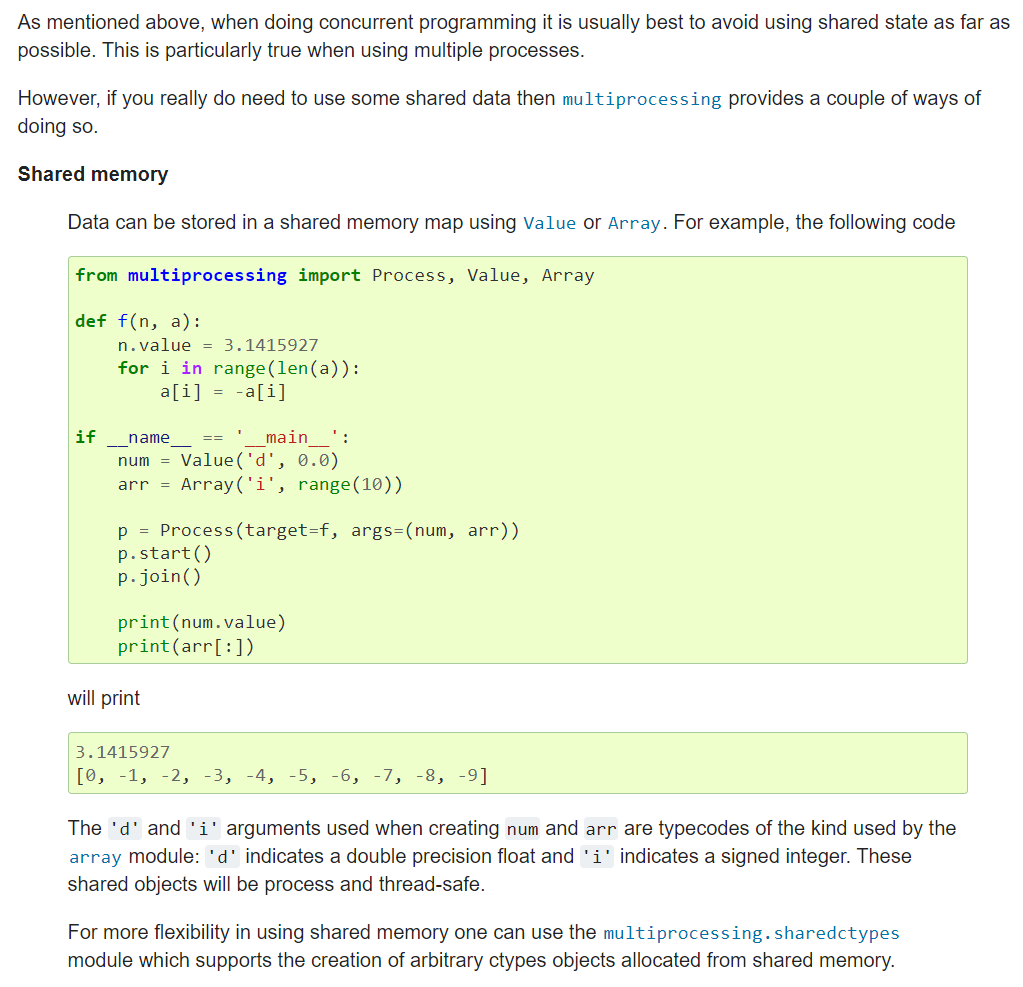 As mentioned above, when doing concurrent programming it is usually best to avoid using shared state as far as
possible. This is particularly true when using multiple processes.
However, if you really do need to use some shared data then multiprocessing provides a couple of ways of
doing so.
Shared memory
Data can be stored in a shared memory map using Value or Array. For example, the following code
from multiprocessing import Process, Value, Array
def f(n, a):
    n.value = 3.1415927
    for i in range(len(a)):
        a[i] = -a[i]
if __name__ == '__main__':
    num = Value('d', 0.0)
    arr = Array('i', range(10))
    p = Process(target=f, args=(num, arr))
    p.start()
    p.join()
    print(num.value)
    print(arr[:])
will print
3.1415927
[0, -1, -2, -3, -4, -5, -6, -7, -8, -9]
The 'd' and 'i' arguments used when creating num and arr are typecodes of the kind used by the
array module: 'd' indicates a double precision float and 'i' indicates a signed integer. These
shared objects will be process and thread-safe.
For more flexibility in using shared memory one can use the multiprocessing.sharedctypes
module which supports the creation of arbitrary ctypes objects allocated from shared memory.